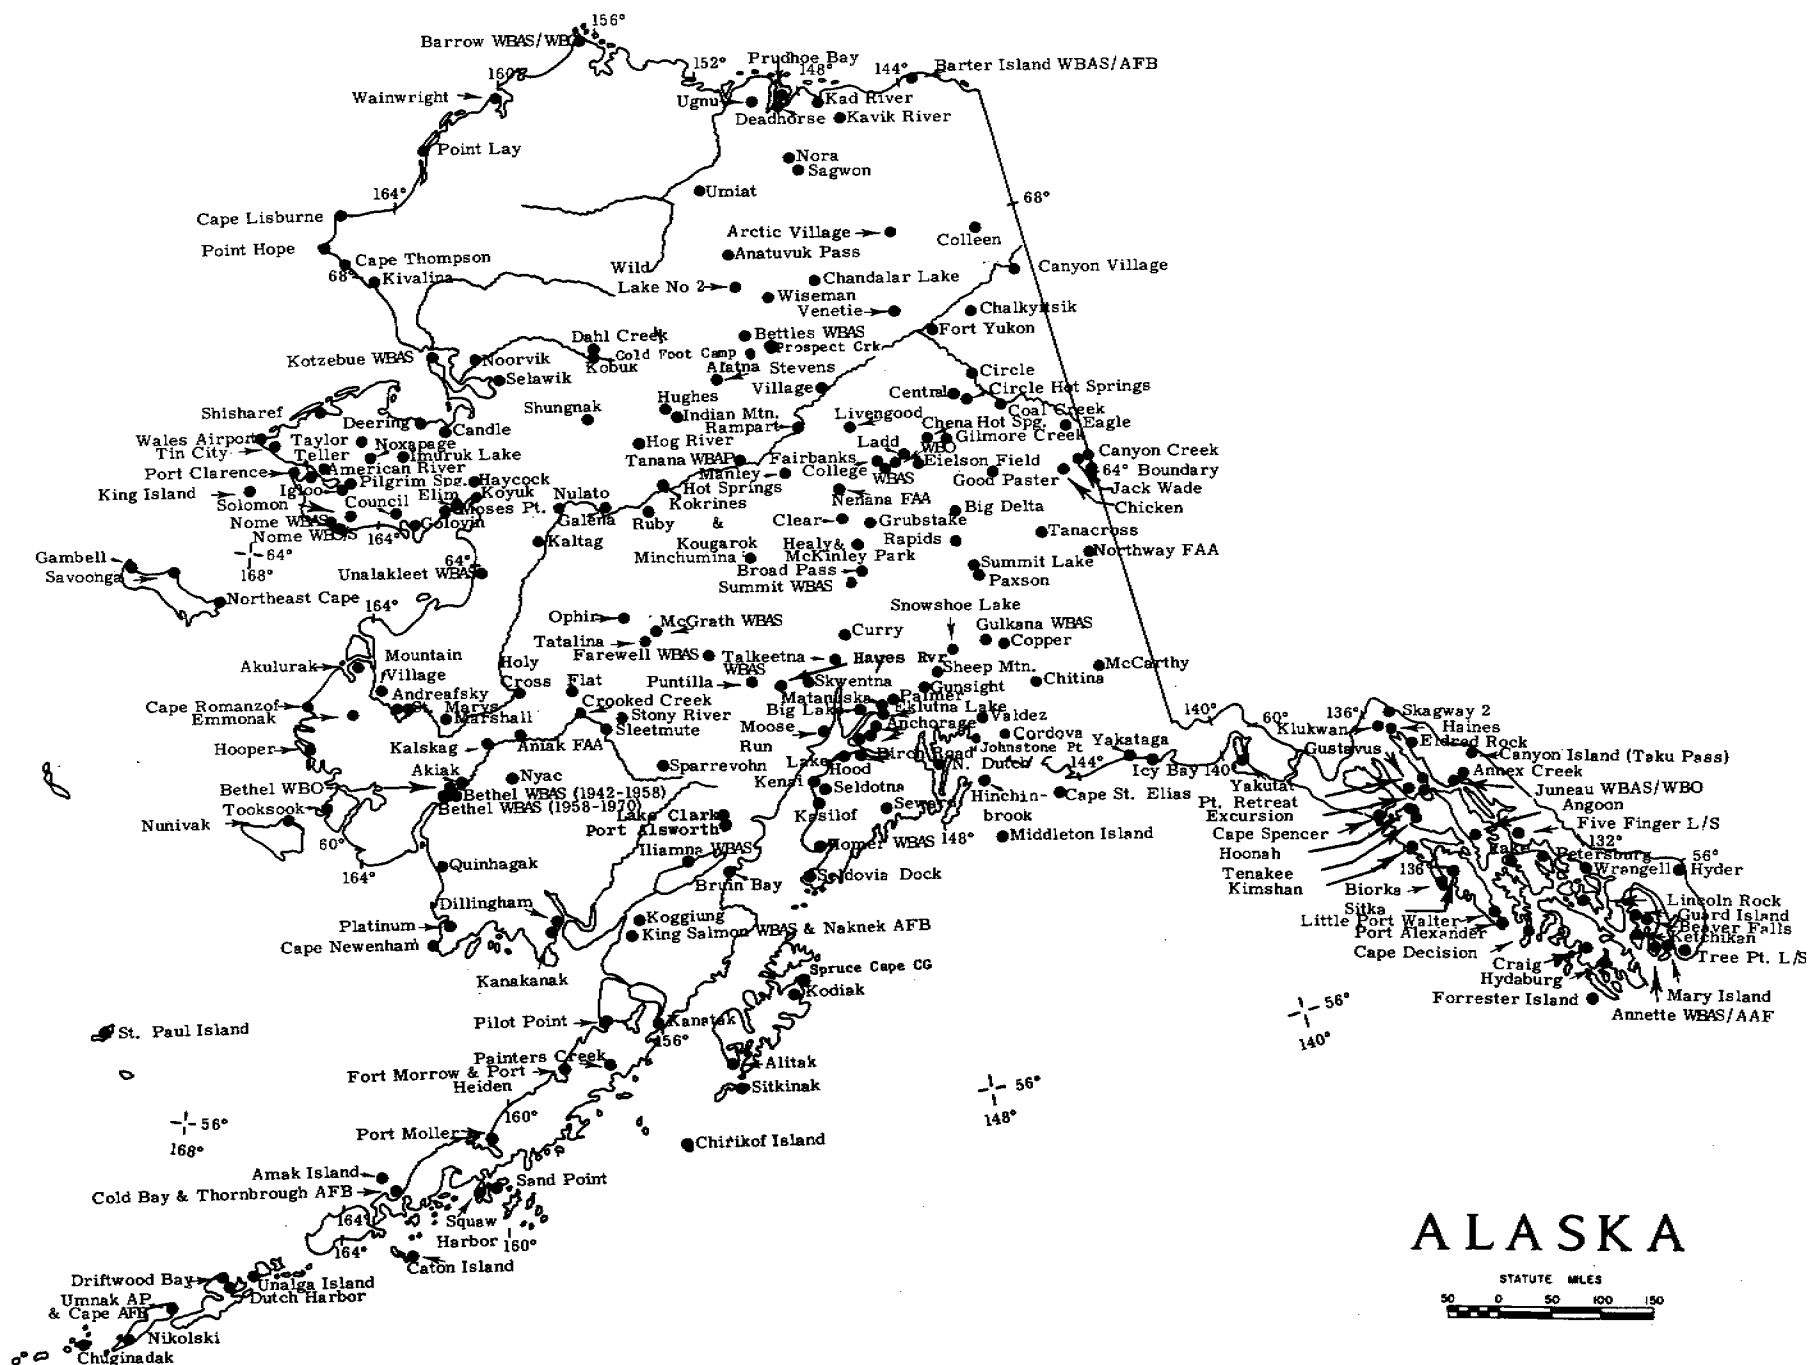 156°
Barrow WBAS/WBO
Prudhoe Bay
152°
148°
144°
Barter Island WBAS/AFB
160°
Wainwright
Ugnu
Kad River
Deadhorse
Kavik River
Point Lay
Nora
Sagwon
Umiat
164°
68°
Cape Lisburne
Arctic Village
Colleen
Point Hope
Anatuvuk Pass
Cape Thompson
68°
Kivalina
Wild
Lake No 2
Canyon Village
Chandalar Lake
Wiseman
Venetie
Chalkyitsik
Fort Yukon
Dahl Creek
Bettles WBAS
Kotzebue WBAS
Noorvik
Cold Foot Camp
Prospect Crk
Kobuk
Selawik
Alatna
Stevens
Village
Circle
Central
Circle Hot Springs
Shungnak
Hughes
Indian Mtn.
Coal Creek
Shisharef
Deering
Rampart
Livengood
Chena Hot Spg.
Eagle
Candle
Wales Airport
Taylor
Noxapage
Hog River
Ladd
WBO
Gilmore Creek
Tin City
Teller
Imuruk Lake
Tanana WBAP
Fairbanks
Eielson Field
Canyon Creek
Port Clarence
American River
Manley
College
WBAS
64° Boundary
King Island
Igloo
Pilgrim Spg.
Haycock
Hot Springs
Good Paster
Jack Wade
Solomon
Council
Elim
Koyuk
Nulato
Kokrines
Nenana FAA
Chicken
Nome WBAS
Moses Pt.
Galena
Ruby
&
Clear
Grubstake
Big Delta
Nome WBO/S
164°
Golovin
Kaltag
Kougarok
Healy &
Rapids
Tanacross
Gambell
64°
Minchumina
McKinley Park
Northway FAA
Savoonga
168°
64°
Unalakleet WBAS
Broad Pass
Summit Lake
Northeast Cape
Summit WBAS
Paxson
164°
Snowshoe Lake
Ophir
McGrath WBAS
Curry
Gulkana WBAS
Tatalina
Copper
Farewell WBAS
Talkeetna
WBAS
Hayes Rvr
McCarthy
Akulurak
Mountain
Village
Holy
Cross
Flat
Puntilla
Skwentna
Sheep Mtn.
Chitina
Andreafsky
Gunsight
Cape Romanzof
St. Marys
Crooked Creek
Matanuska
Palmer
Emmonak
Marshall
Stony River
Big Lake
Eklutna Lake
Valdez
Sleetmute
Moose
Run
Anchorage
Cordova
Hooper
Kalskag
Aniak FAA
Birch Road
Johnstone Pt
Yakataga
Akiak
Nyac
Sparrevohn
Lake
Hood
N. Dutch
144°
Icy Bay
140°
Bethel WBO
Bethel WBAS (1942-1958)
Kenai
Seldotna
Hinchin-
brook
Cape St. Elias
Tooksook
Bethel WBAS (1958-1970)
Nunivak
Lake Clark
Kasilof
Seward
Port Alsworth
60°
164°
Iliamna WBAS
Homer WBAS
148°
Middleton Island
Quinhagak
Bruin Bay
Seldovia Dock
Dillingham
Platinum
Koggiung
Cape Newenham
King Salmon WBAS & Naknek AFB
Kanakanak
Spruce Cape CG
Kodiak
140°
60°
136°
Skagway 2
Klukwan
Haines
Gustavus
Eldred Rock
Canyon Island (Taku Pass)
Annex Creek
Yakutat
Juneau WBAS/WBO
Pt. Retreat
Angoon
Excursion
Five Finger L/S
Cape Spencer
132°
Hoonah
Kake
Petersburg
56°
Tenakee
136°
Wrangell
Hyder
Kimshan
Biorka
Lincoln Rock
Sitka
Guard Island
Little Port Walter
Beaver Falls
Port Alexander
Ketchikan
Cape Decision
Tree Pt. L/S
Craig
Hydaburg
Forrester Island
Mary Island
Annette WBAS/AAF
56°
140°
St. Paul Island
Pilot Point
Kanatak
156°
Painters Creek
Alitak
Fort Morrow & Port
Heiden
Sitkinak
56°
148°
160°
56°
168°
Port Moller
Chirikof Island
Amak Island
Cold Bay & Thornbrough AFB
Sand Point
164°
Squaw
Harbor
160°
164°
Caton Island
Driftwood Bay
Unalga Island
Umnak AP
& Cape AFB
Dutch Harbor
Nikolski
Chuginadak
ALASKA
STATUTE MILES
50 0 50 100 150